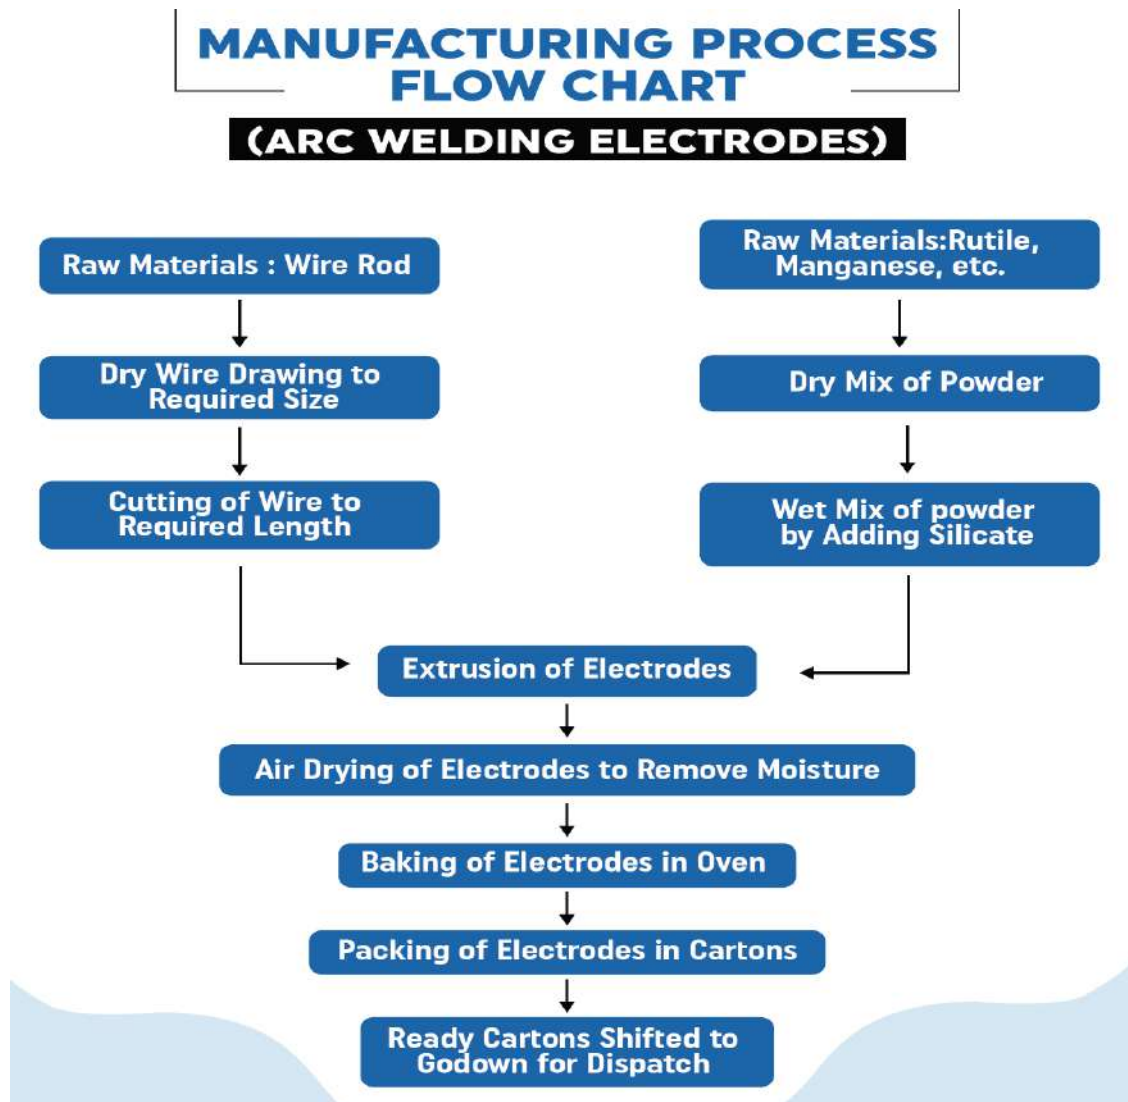 MANUFACTURING PROCESS
FLOW CHART
(ARC WELDING ELECTRODES)
Raw Materials : Wire Rod
Dry Wire Drawing to
Required Size
Cutting of Wire to
Required Length
Raw Materials:Rutile,
Manganese, etc.
Dry Mix of Powder
Wet Mix of powder
by Adding Silicate
Extrusion of Electrodes
Air Drying of Electrodes to Remove Moisture
Baking of Electrodes in Oven
Packing of Electrodes in Cartons
Ready Cartons Shifted to
Godown for Dispatch